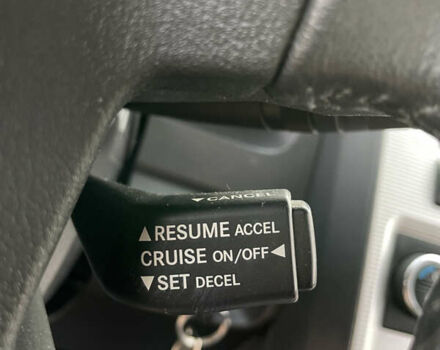 ▼CANCEL
▲RESUME ACCEL
CRUISE ON/OFF◀
▼SET DECEL